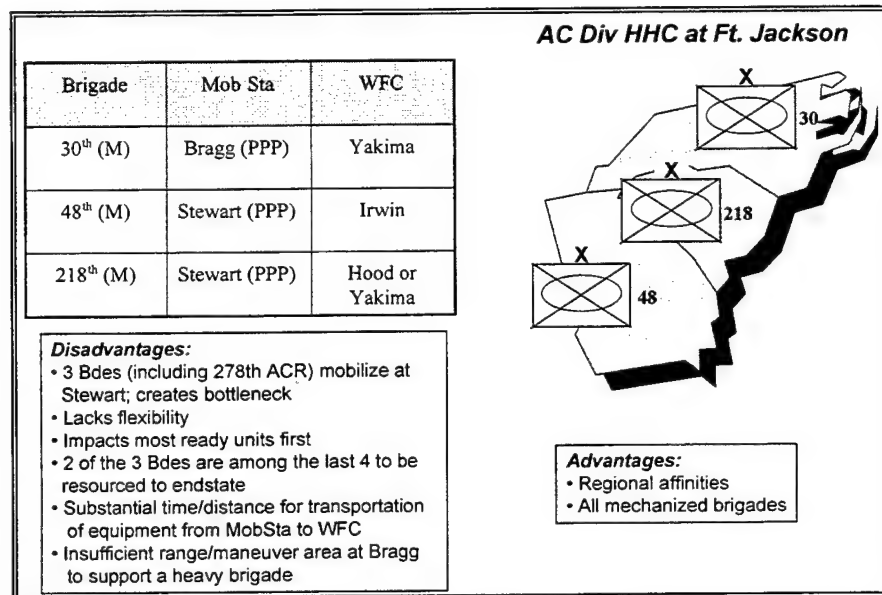 AC Div HHC at Ft. Jackson
Brigade Mob Sta WFC
30th (M) Bragg (PPP) Yakima
48th (M) Stewart (PPP) Irwin
218th (M) Stewart (PPP) Hood or
Yakima
X
30
X
218
X
48
Disadvantages:
• 3 Bdes (including 278th ACR) mobilize at
Stewart; creates bottleneck
• Lacks flexibility
• Impacts most ready units first
• 2 of the 3 Bdes are among the last 4 to be
resourced to endstate
• Substantial time/distance for transportation
of equipment from MobSta to WFC
• Insufficient range/maneuver area at Bragg
to support a heavy brigade
Advantages:
• Regional affinities
• All mechanized brigades